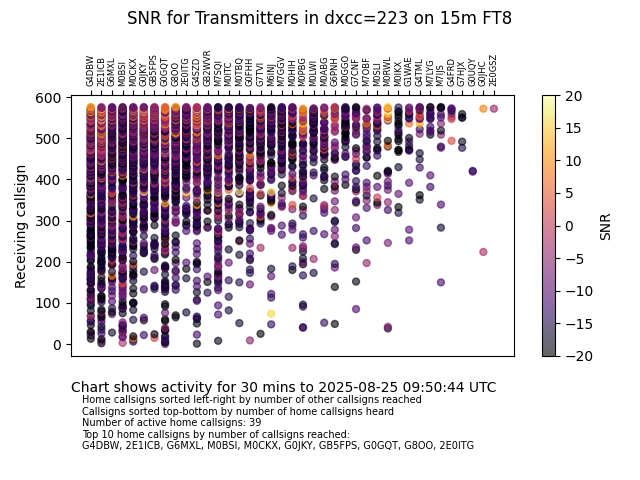 SNR for Transmitters in dxcc=223 on 15m FT8
G4DBW 2E1ICB G6MXL M0BSI M0CKX G0JKY GB5FPS G0GQT G8OO 2E0ITG G4SZD GB2WVR M7SQI M0ITC M0TBQ G0FHH G7TVI M6INJ M7GGV M0HIH M0PBG M0LWI M0ABG G6PNH M0GGO G7CNF M7OBF M0SLI M0RWL M0NKX G1WAE G4TML M7LYG M7IJS G4FRD G7HJX G0UQY G0JHC 2E0GSZ
600
500
400
300
200
100
0
Receiving callsign
20
15
10
5
0
−5
−10
−15
−20
SNR
Chart shows activity for 30 mins to 2025-08-25 09:50:44 UTC
Home callsigns sorted left-right by number of other callsigns reached
Callsigns sorted top-bottom by number of home callsigns heard
Number of active home callsigns: 39
Top 10 home callsigns by number of callsigns reached:
G4DBW, 2E1ICB, G6MXL, M0BSI, M0CKX, G0JKY, GB5FPS, G0GQT, G8OO, 2E0ITG